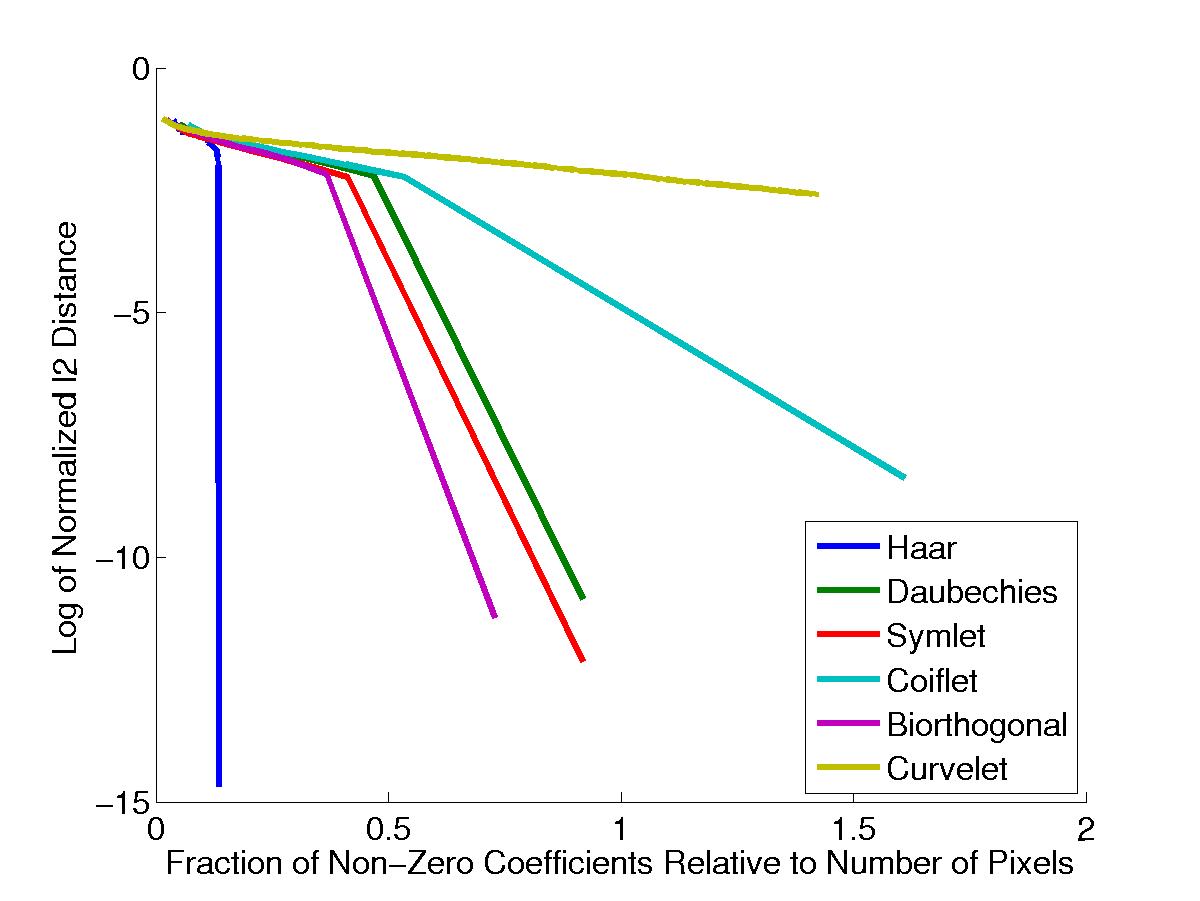 0
−5
−10
−15
Log of Normalized l2 Distance
0
0.5
1
1.5
2
Fraction of Non−Zero Coefficients Relative to Number of Pixels
Haar
Daubechies
Symlet
Coiflet
Biorthogonal
Curvelet